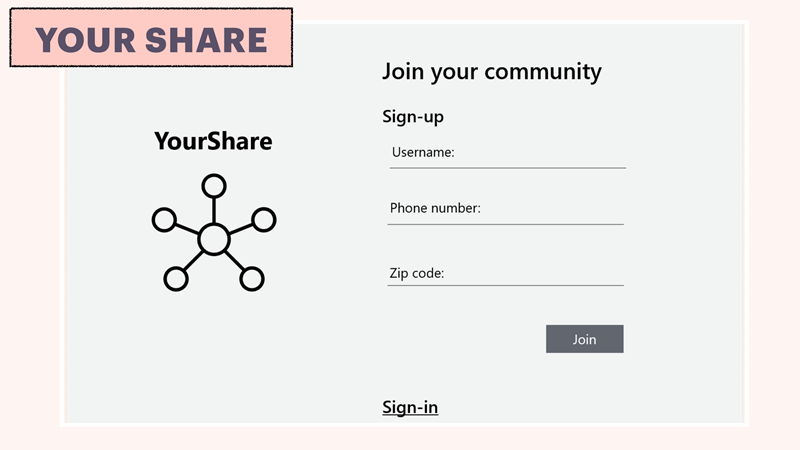 YOUR SHARE
YourShare
Join your community
Sign-up
Username:
Phone number:
Zip code:
Join
Sign-in